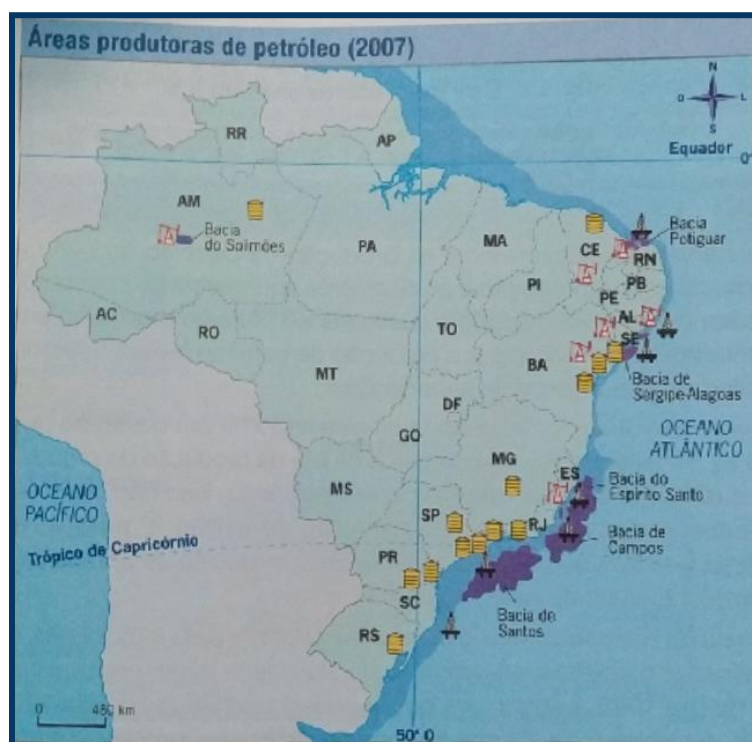 Áreas produtoras de petróleo (2007)
N
O
L
S
Equador
0°
RR
AP
AM
Bacia
do Solimões
PA
MA
CE
Bacia
Potiguar
RN
PB
PI
PE
AL
SE
AC
RO
TO
BA
MT
Bacia de
Sergipe-Alagoas
DF
GO
OCEANO
ATLÂNTICO
MG
ES
Bacia do
Espírito Santo
MS
OCEANO
PACÍFICO
SP
RJ
Bacia de
Campos
Trópico de Capricórnio
PR
SC
Bacia de
Santos
RS
0
450 km
50° O